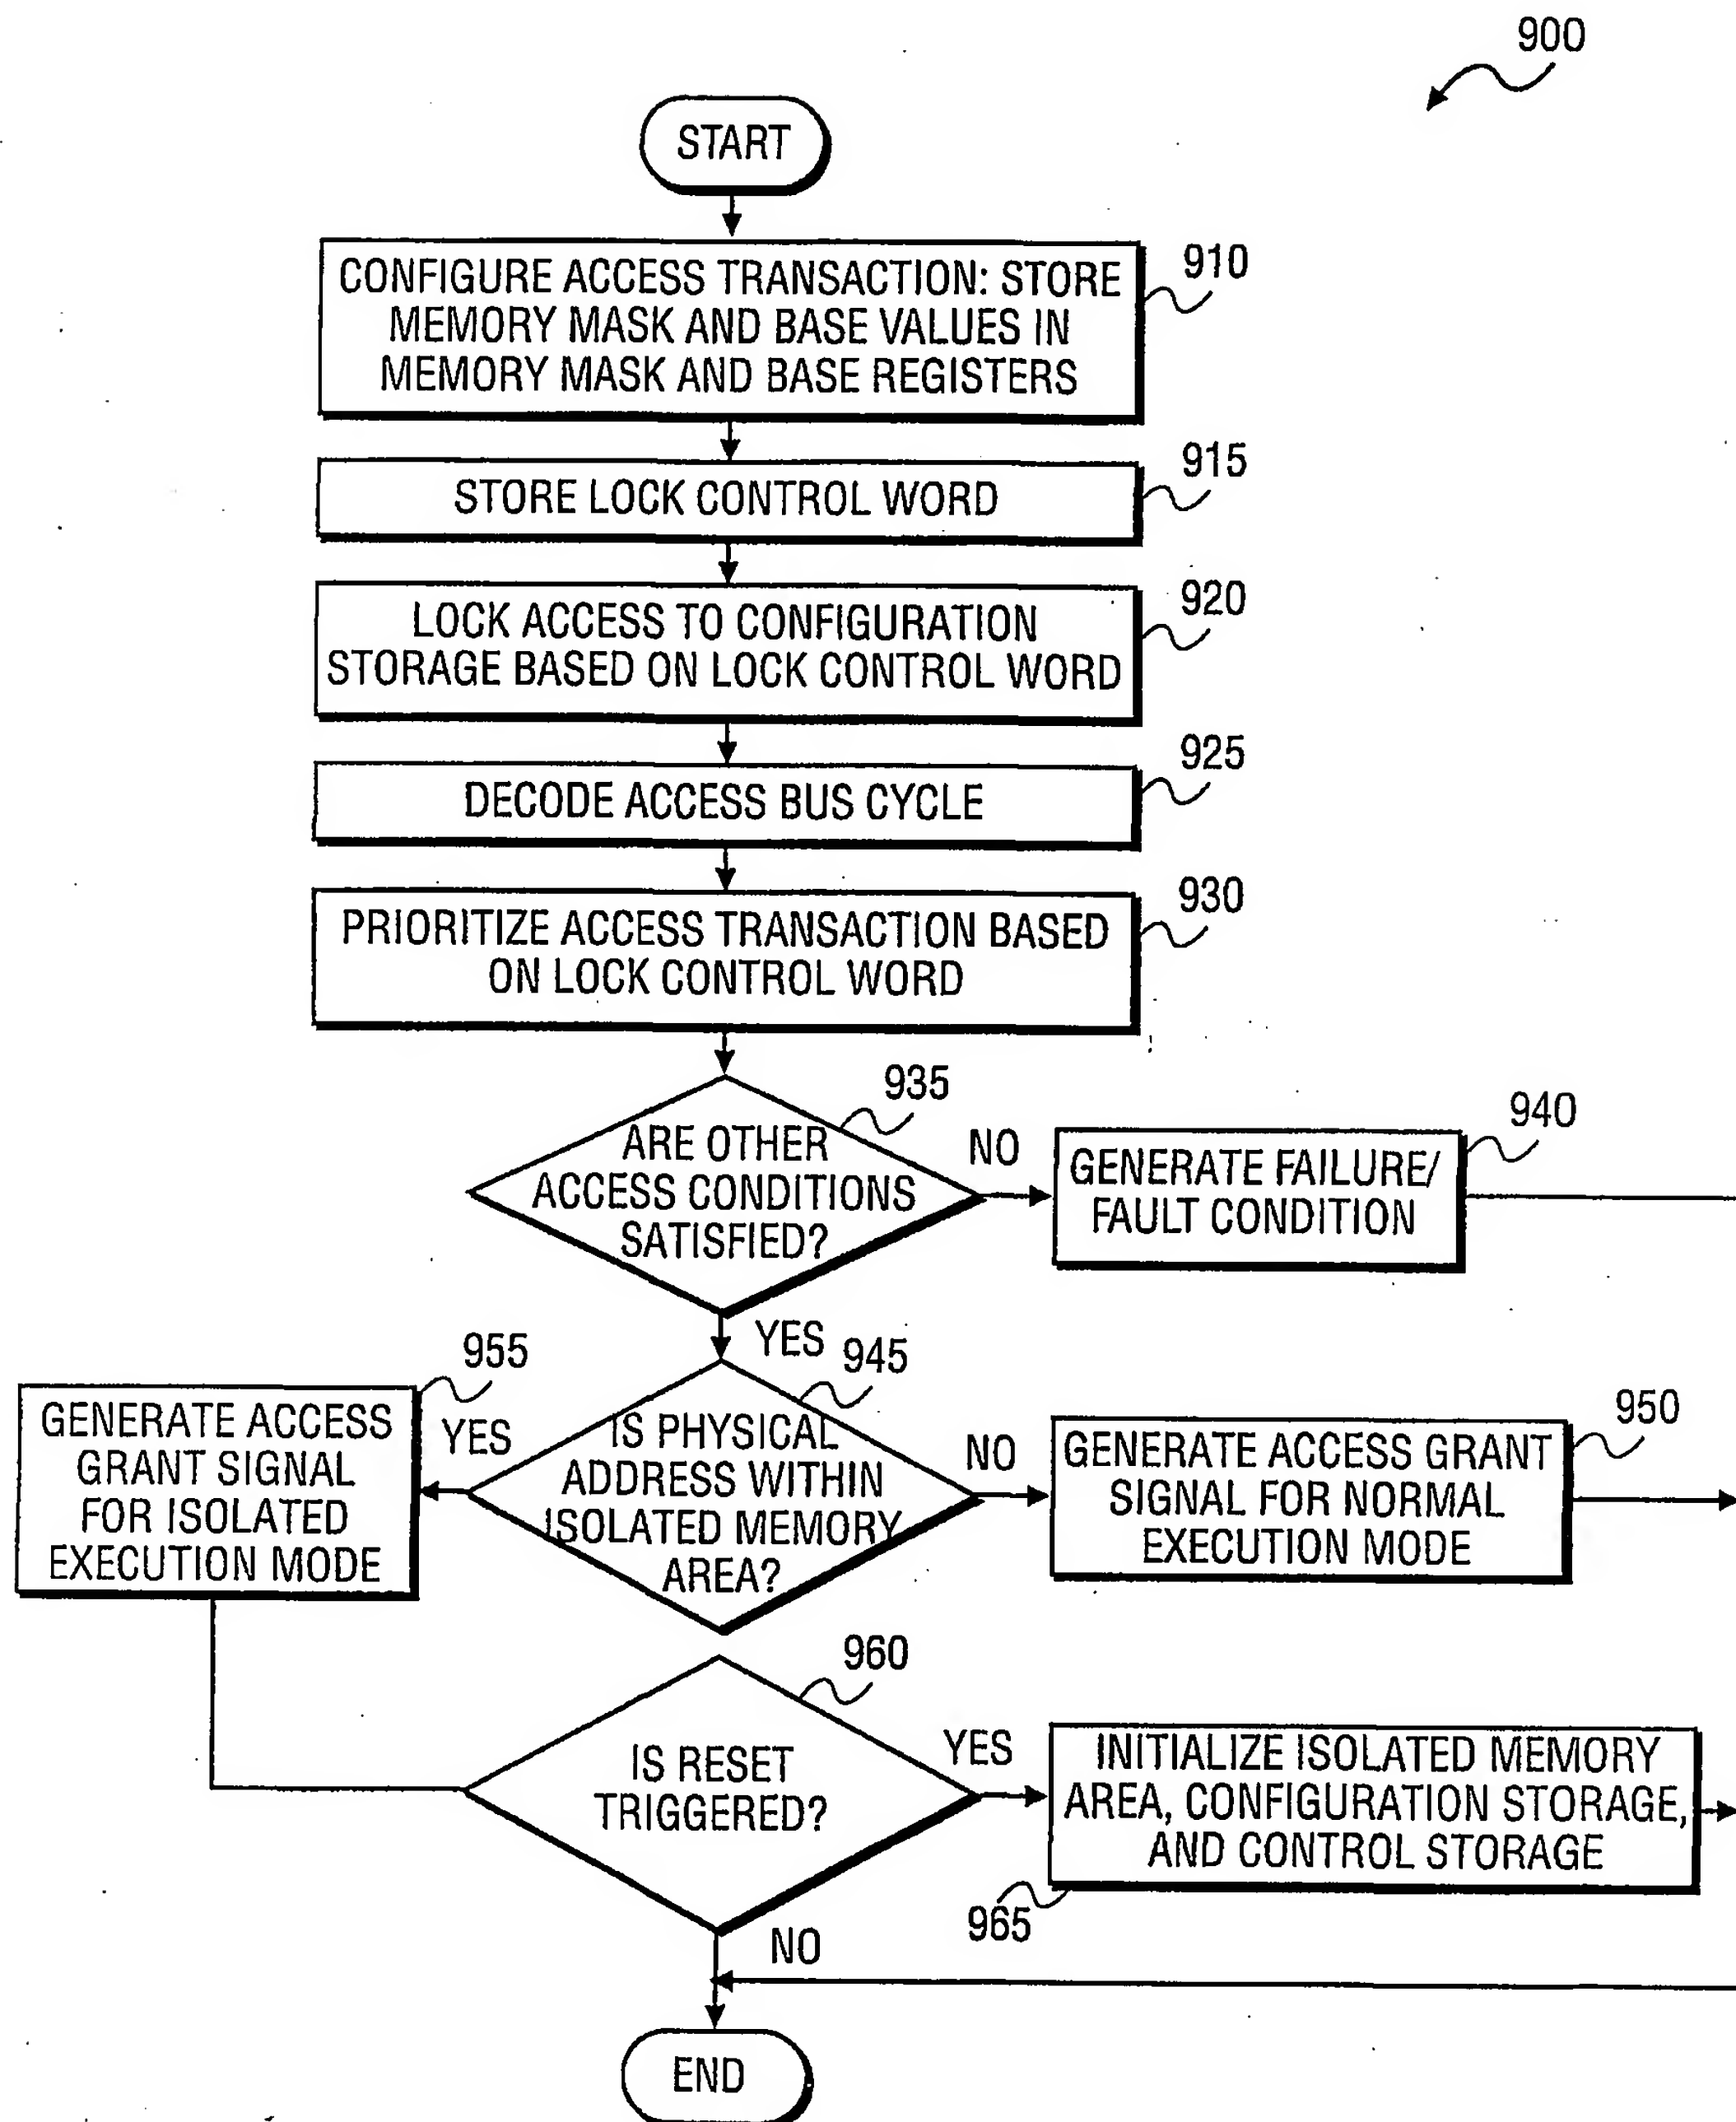 900
START
CONFIGURE ACCESS TRANSACTION: STORE
MEMORY MASK AND BASE VALUES IN
MEMORY MASK AND BASE REGISTERS
910
STORE LOCK CONTROL WORD
915
LOCK ACCESS TO CONFIGURATION
STORAGE BASED ON LOCK CONTROL WORD
920
DECODE ACCESS BUS CYCLE
925
PRIORITIZE ACCESS TRANSACTION BASED
ON LOCK CONTROL WORD
930
ARE OTHER
ACCESS CONDITIONS
SATISFIED?
935
NO
GENERATE FAILURE/
FAULT CONDITION
940
YES
IS PHYSICAL
ADDRESS WITHIN
ISOLATED MEMORY
AREA?
945
YES
GENERATE ACCESS
GRANT SIGNAL
FOR ISOLATED
EXECUTION MODE
955
NO
GENERATE ACCESS GRANT
SIGNAL FOR NORMAL
EXECUTION MODE
950
IS RESET
TRIGGERED?
960
YES
INITIALIZE ISOLATED MEMORY
AREA, CONFIGURATION STORAGE,
AND CONTROL STORAGE
965
NO
END